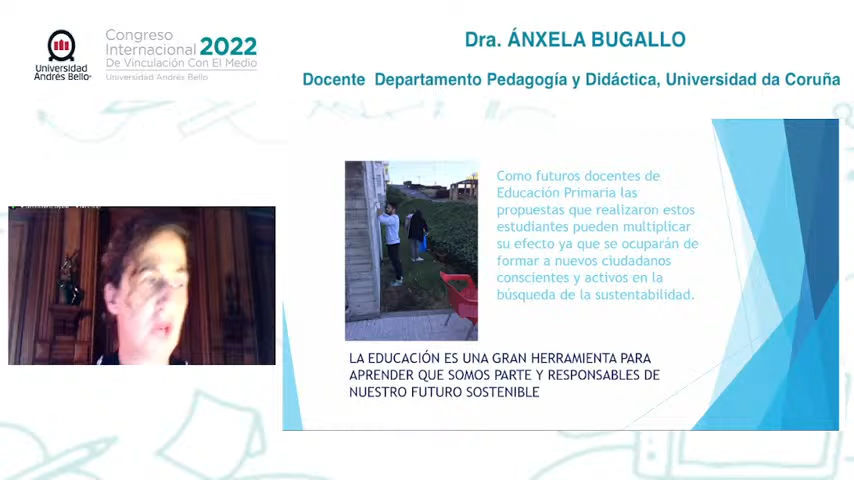 Universidad
Andrés Bello
Congreso
Internacional 2022
De Vinculación Con El Medio
Universidad Andrés Bello
Dra. ÁNXELA BUGALLO
Docente Departamento Pedagogía y Didáctica, Universidad da Coruña
Como futuros docentes de
Educación Primaria las
propuestas que realizaron estos
estudiantes pueden multiplicar
su efecto ya que se ocuparán de
formar a nuevos ciudadanos
conscientes y activos en la
búsqueda de la sustentabilidad.
LA EDUCACIÓN ES UNA GRAN HERRAMIENTA PARA
APRENDER QUE SOMOS PARTE Y RESPONSABLES DE
NUESTRO FUTURO SOSTENIBLE